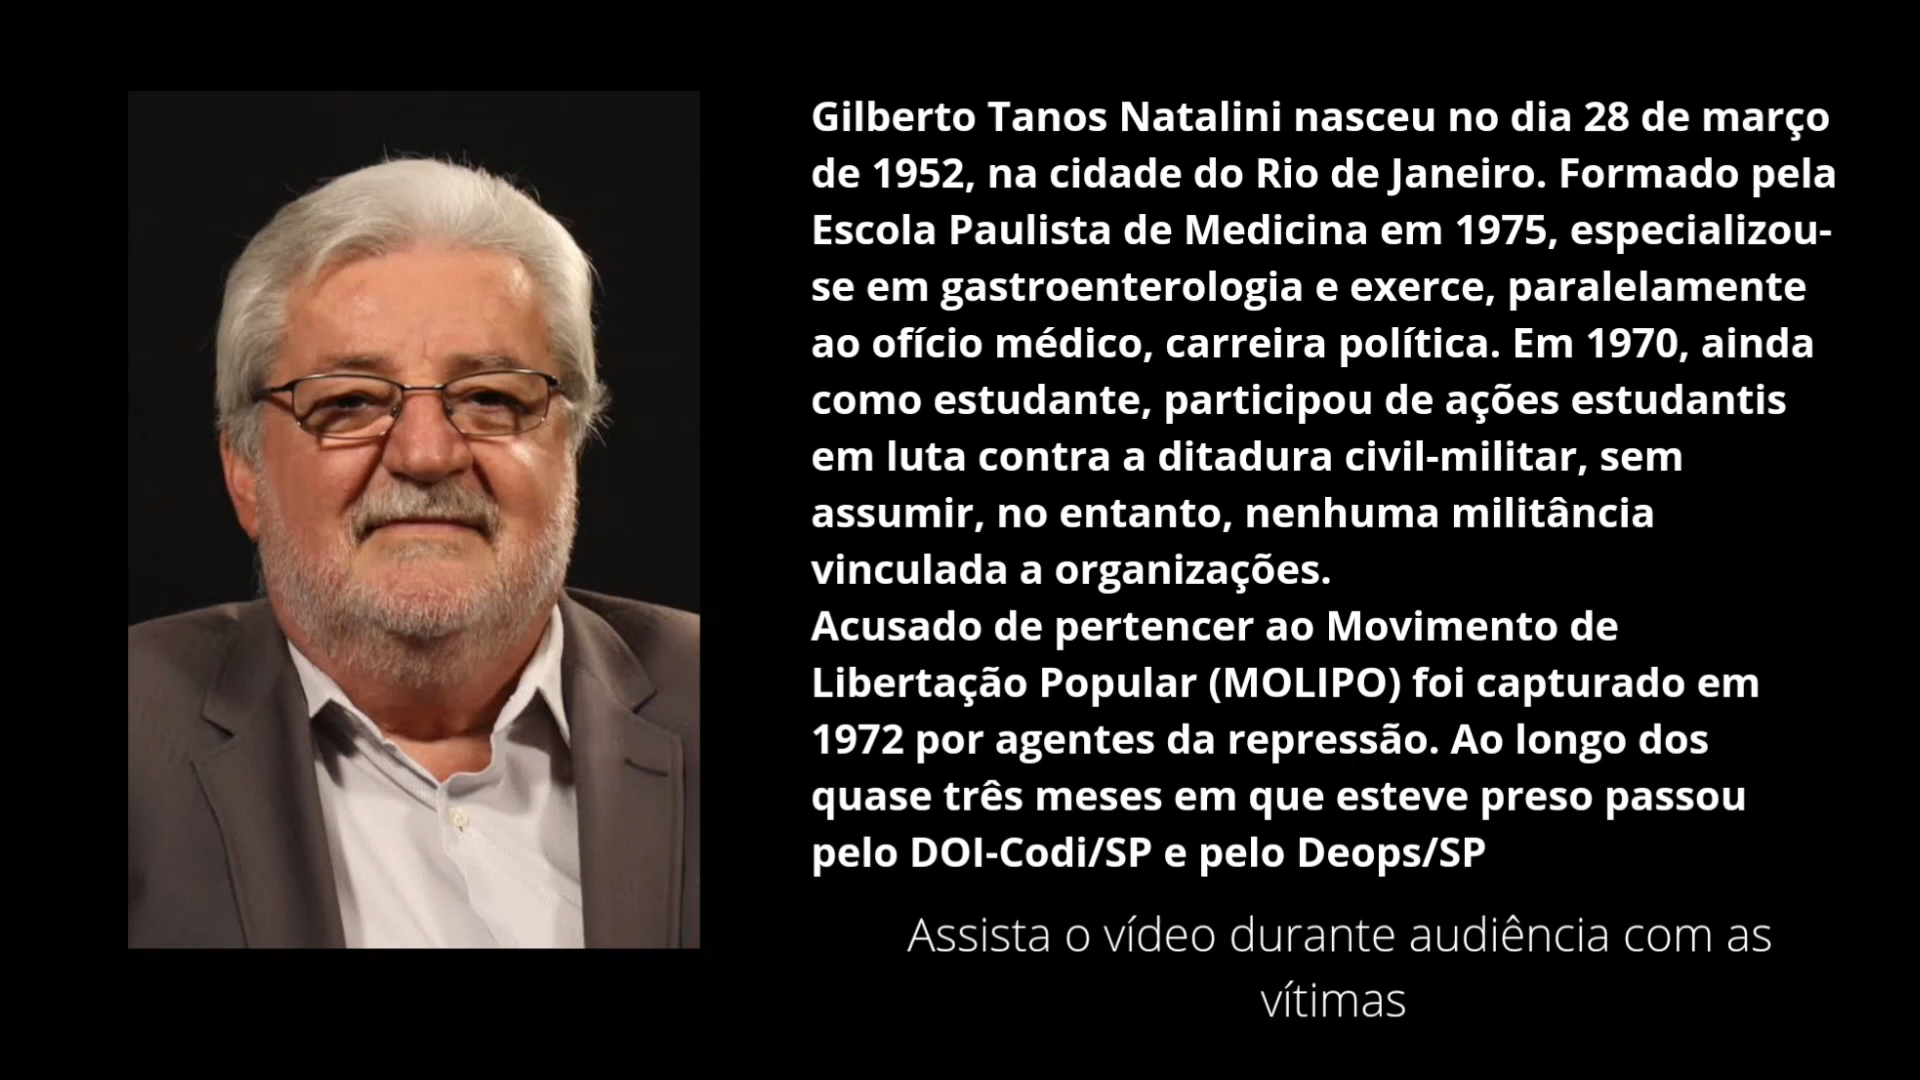 Gilberto Tanos Natalini nasceu no dia 28 de março
de 1952, na cidade do Rio de Janeiro. Formado pela
Escola Paulista de Medicina em 1975, especializou-
se em gastroenterologia e exerce, paralelamente
ao ofício médico, carreira política. Em 1970, ainda
como estudante, participou de ações estudantis
em luta contra a ditadura civil-militar, sem
assumir, no entanto, nenhuma militância
vinculada a organizações.
Acusado de pertencer ao Movimento de
Libertação Popular (MOLIPO) foi capturado em
1972 por agentes da repressão. Ao longo dos
quase três meses em que esteve preso passou
pelo DOI-Codi/SP e pelo Deops/SP
Assista o vídeo durante audiência com as
vítimas